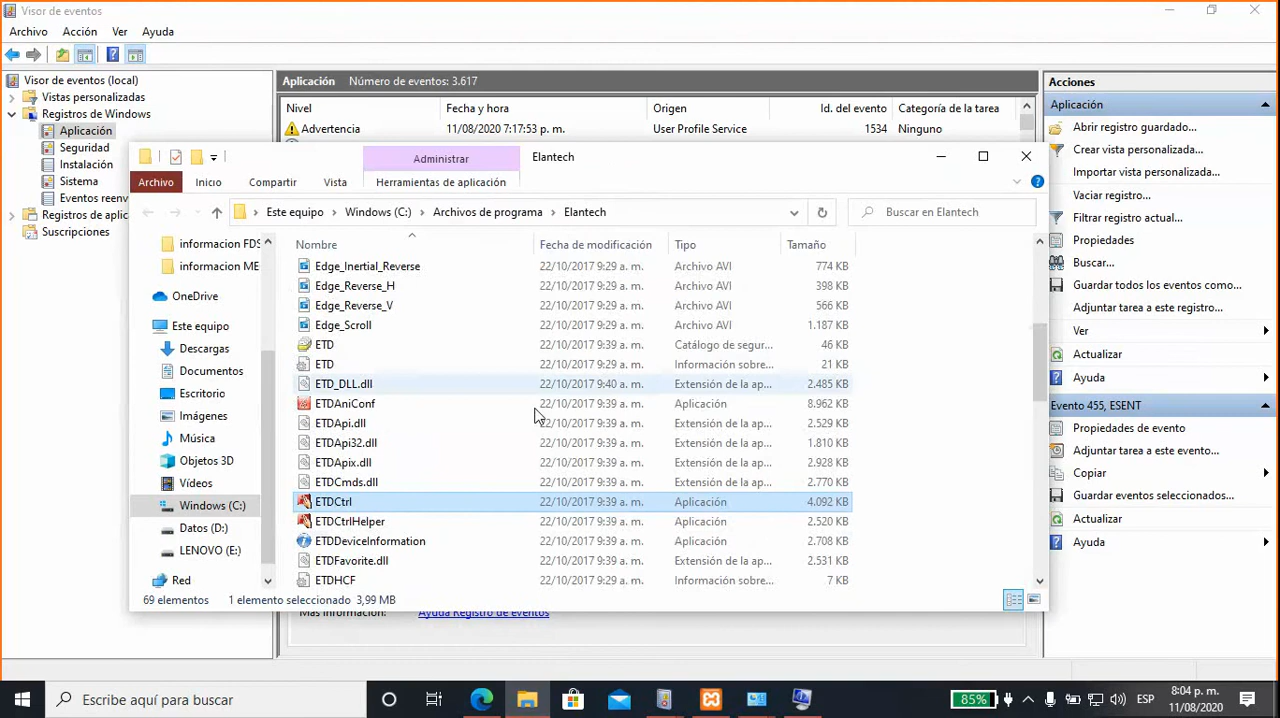 Visor de eventos
Archivo Acción Ver Ayuda
Visor de eventos (local)
Vistas personalizadas
Registros de Windows
Aplicación
Seguridad
Instalación
Sistema
Eventos reenv
Registros de aplic
Suscripciones
Aplicación Número de eventos: 3.617
Nivel Fecha y hora Origen Id. del evento Categoría de la tarea
Advertencia 11/08/2020 7:17:53 p. m. User Profile Service 1534 Ninguno
Administrar Elantech
Archivo Inicio Compartir Vista Herramientas de aplicación
Este equipo Windows (C:) Archivos de programa Elantech Buscar en Elantech
informacion FDS
informacion ME
OneDrive
Este equipo
Descargas
Documentos
Escritorio
Imágenes
Música
Objetos 3D
Vídeos
Windows (C:)
Datos (D:)
LENOVO (E:)
Red
Nombre Fecha de modificación Tipo Tamaño
Edge_Inertial_Reverse 22/10/2017 9:29 a. m. Archivo AVI 774 KB
Edge_Reverse_H 22/10/2017 9:29 a. m. Archivo AVI 398 KB
Edge_Reverse_V 22/10/2017 9:29 a. m. Archivo AVI 566 KB
Edge_Scroll 22/10/2017 9:29 a. m. Archivo AVI 1.187 KB
ETD 22/10/2017 9:29 a. m. Catálogo de segur... 46 KB
ETD 22/10/2017 9:29 a. m. Información sobre... 21 KB
ETD_DLL.dll 22/10/2017 9:40 a. m. Extensión de la ap... 2.485 KB
ETDAniConf 22/10/2017 9:39 a. m. Aplicación 8.962 KB
ETDApi.dll 22/10/2017 9:39 a. m. Extensión de la ap... 2.529 KB
ETDApi32.dll 22/10/2017 9:39 a. m. Extensión de la ap... 1.810 KB
ETDApix.dll 22/10/2017 9:39 a. m. Extensión de la ap... 2.928 KB
ETDCmds.dll 22/10/2017 9:39 a. m. Extensión de la ap... 2.770 KB
ETDCtrl 22/10/2017 9:39 a. m. Aplicación 4.092 KB
ETDCtrlHelper 22/10/2017 9:39 a. m. Aplicación 2.520 KB
ETDDeviceInformation 22/10/2017 9:39 a. m. Aplicación 2.708 KB
ETDFavorite.dll 22/10/2017 9:39 a. m. Extensión de la ap... 2.531 KB
ETDHCF 22/10/2017 9:29 a. m. Información sobre... 7 KB
69 elementos 1 elemento seleccionado 3,99 MB
Más información: Ayuda Registro de eventos
Acciones
Aplicación
Abrir registro guardado...
Crear vista personalizada...
Importar vista personalizada...
Vaciar registro...
Filtrar registro actual...
Propiedades
Buscar...
Guardar todos los eventos como...
Adjuntar tarea a este registro...
Ver
Actualizar
Ayuda
Evento 455, ESENT
Propiedades de evento
Adjuntar tarea a este evento...
Copiar
Guardar eventos seleccionados...
Actualizar
Ayuda
Escribe aquí para buscar
85%
ESP
8:04 p. m.
11/08/2020